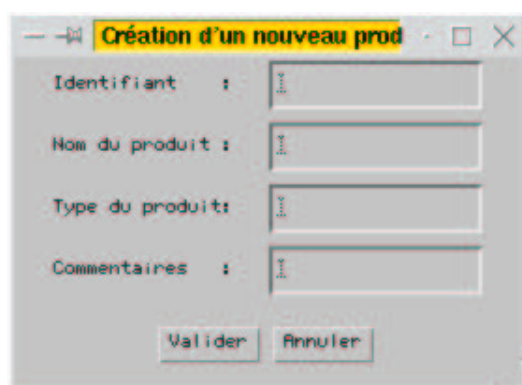 Création d'un nouveau prod
Identifiant :
Nom du produit :
Type du produit:
Commentaires :
Valider Annuler